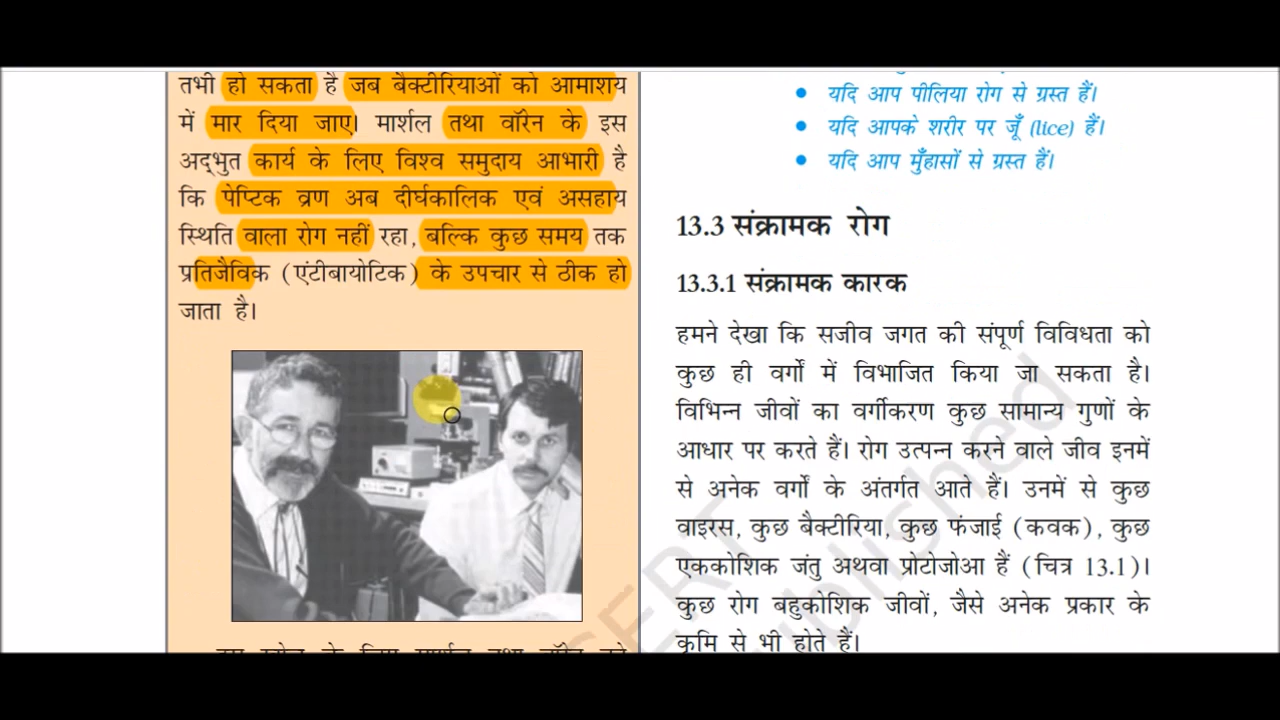 तभी हो सकता है जब बैक्टीरियाओं को आमाशय
में मार दिया जाए। मार्शल तथा वॉरेन के इस
अद्‌भुत कार्य के लिए विश्व समुदाय आभारी है
कि पेप्टिक व्रण अब दीर्घकालिक एवं असहाय
स्थिति वाला रोग नहीं रहा, बल्कि कुछ समय तक
प्रतिजैविक (एंटीबायोटिक) के उपचार से ठीक हो
जाता है।
यदि आप पीलिया रोग से ग्रस्त हैं।
यदि आपके शरीर पर जूँ (lice) हैं।
यदि आप मुँहासों से ग्रस्त हैं।
13.3 संक्रामक रोग
13.3.1 संक्रामक कारक
हमने देखा कि सजीव जगत की संपूर्ण विविधता को
कुछ ही वर्गों में विभाजित किया जा सकता है।
विभिन्न जीवों का वर्गीकरण कुछ सामान्य गुणों के
आधार पर करते हैं। रोग उत्पन्न करने वाले जीव इनमें
से अनेक वर्गों के अंतर्गत आते हैं। उनमें से कुछ
वाइरस, कुछ बैक्टीरिया, कुछ फंजाई (कवक), कुछ
एककोशिक जंतु अथवा प्रोटोजोआ हैं (चित्र 13.1)।
कुछ रोग बहुकोशिक जीवों, जैसे अनेक प्रकार के
कृमि से भी होते हैं।